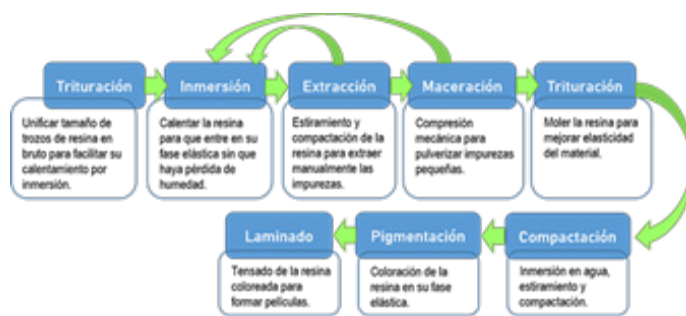 Trituración
Unificar tamaño de
trozos de resina en
bruto para facilitar su
calentamiento por
inmersión.
Inmersión
Calentar la resina
para que entre en su
fase elástica sin que
haya pérdida de
humedad.
Extracción
Estiramiento y
compactación de la
resina para extraer
manualmente las
impurezas.
Maceración
Compresión
mecánica para
pulverizar impurezas
pequeñas.
Trituración
Moler la resina para
mejorar elasticidad
del material.
Compactación
Inmersión en agua,
estiramiento y
compactación.
Pigmentación
Coloración de la
resina en su fase
elástica.
Laminado
Tensado de la resina
coloreada para
formar películas.